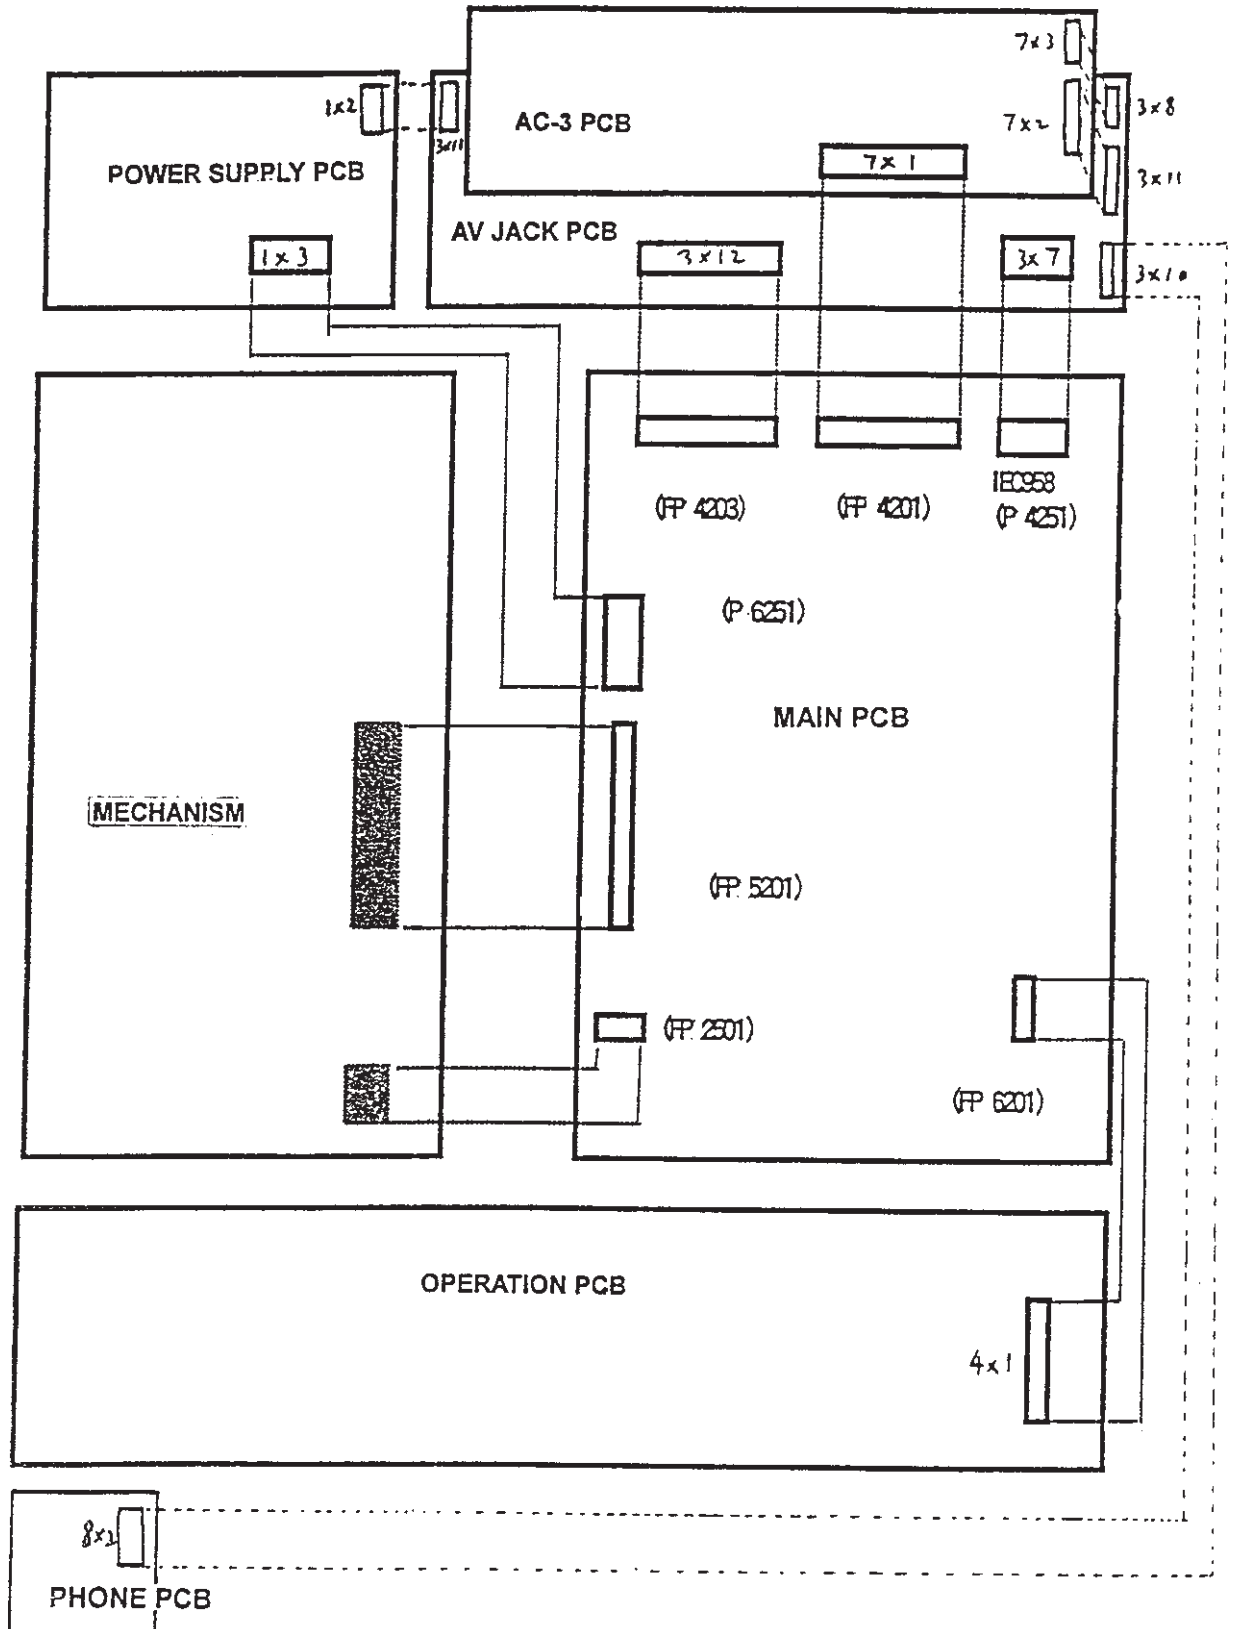 7x3
1x2
3x8
AC-3 PCB
7x2
3x11
7x1
POWER SUPPLY PCB
3x11
AV JACK PCB
1x3
3x12
3x7
3x10
IEC958
(FP 4203)
(FP 4201)
(P 4251)
(P 6251)
MAIN PCB
MECHANISM
(FP 5201)
(FP 2501)
(FP 6201)
OPERATION PCB
4x1
PHONE PCB